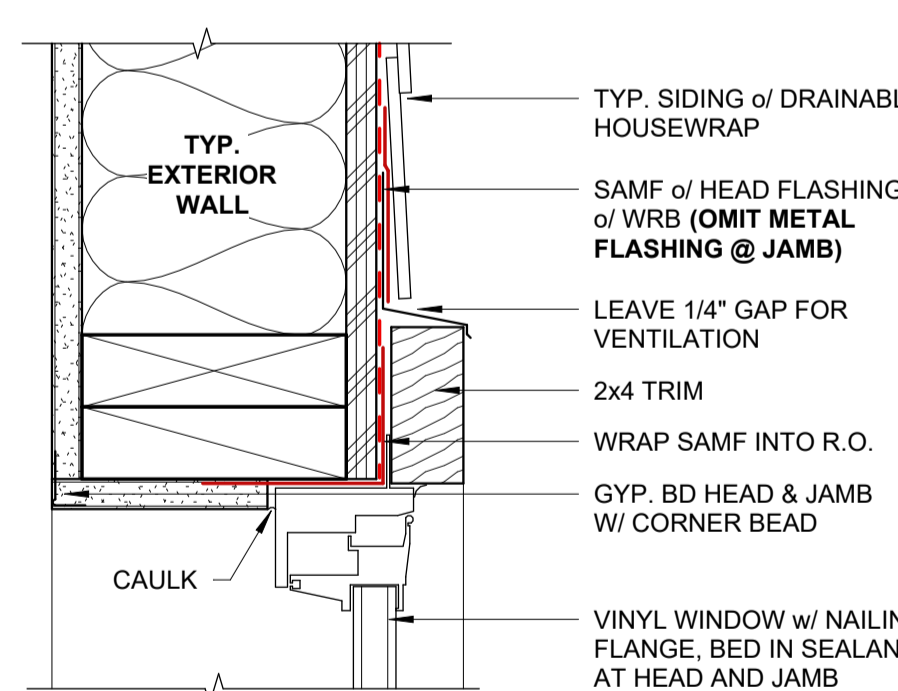 TYP.
EXTERIOR
WALL
TYP. SIDING o/ DRAINABL
HOUSEWRAP
SAMF o/ HEAD FLASHING
o/ WRB (OMIT METAL
FLASHING @ JAMB)
LEAVE 1/4" GAP FOR
VENTILATION
2x4 TRIM
WRAP SAMF INTO R.O.
GYP. BD HEAD & JAMB
W/ CORNER BEAD
CAULK
VINYL WINDOW w/ NAILIN
FLANGE, BED IN SEALAN
AT HEAD AND JAMB